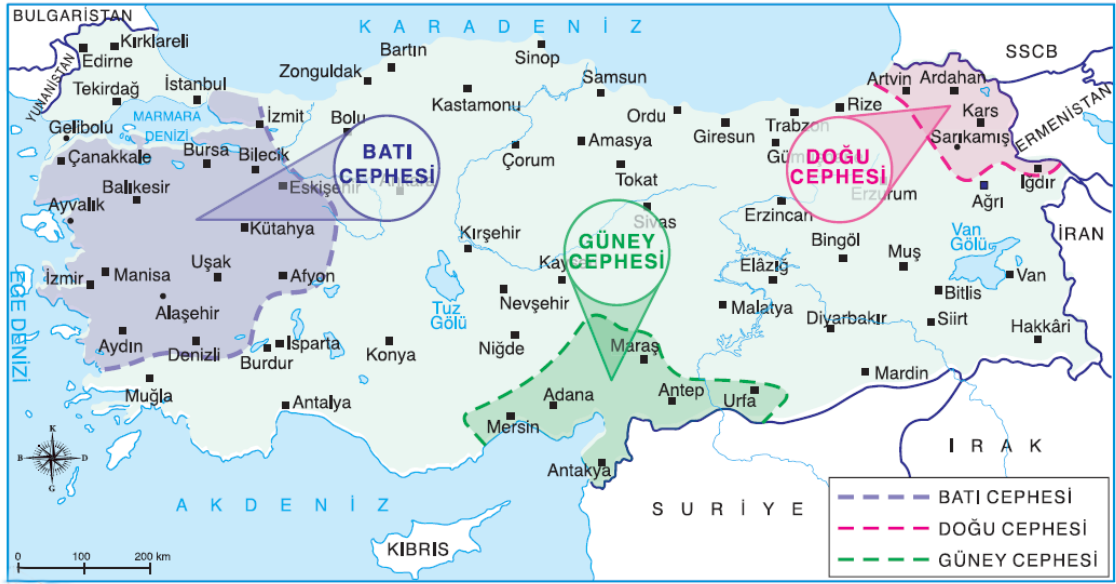 BULGARİSTAN
KARADENİZ
YUNANİSTAN
Kırklareli
Edirne
Tekirdağ
İstanbul
Zonguldak
Bartın
Kastamonu
Sinop
Samsun
Ordu
Giresun
Trabzon
Rize
Artvin
Ardahan
SSCB
Kars
Sarıkamış
ERMENİSTAN
Gelibolu
MARMARA
DENİZİ
İzmit
Bolu
Çanakkale
Bursa
Bilecik
BATI
CEPHESİ
Çorum
Amasya
Tokat
DOĞU
CEPHESİ
Erzurum
Iğdır
Ağrı
Balıkesir
Eskişehir
Ayvalık
Kütahya
Sivas
Erzincan
Bingöl
Muş
Van
Gölü
İRAN
Kırşehir
GÜNEY
CEPHESİ
Elâzığ
Van
İzmir
Manisa
Uşak
Afyon
Tuz
Gölü
Nevşehir
Malatya
Bitlis
EGE DENİZİ
Alaşehir
Diyarbakır
Siirt
Hakkâri
Aydın
Denizli
Isparta
Burdur
Konya
Niğde
Maraş
Mardin
Muğla
Antalya
Mersin
Adana
Antep
Urfa
Antakya
IRAK
SURİYE
K
B
D
G
AKDENİZ
KIBRIS
0 100 200 km
BATI CEPHESİ
DOĞU CEPHESİ
GÜNEY CEPHESİ